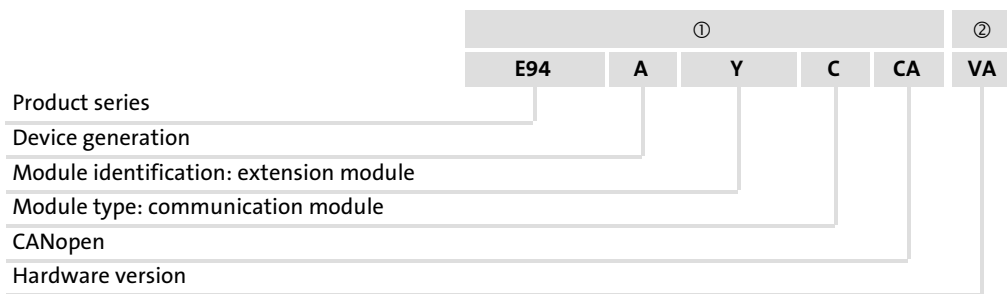 ① ②
E94 A Y C CA VA
Product series
Device generation
Module identification: extension module
Module type: communication module
CANopen
Hardware version